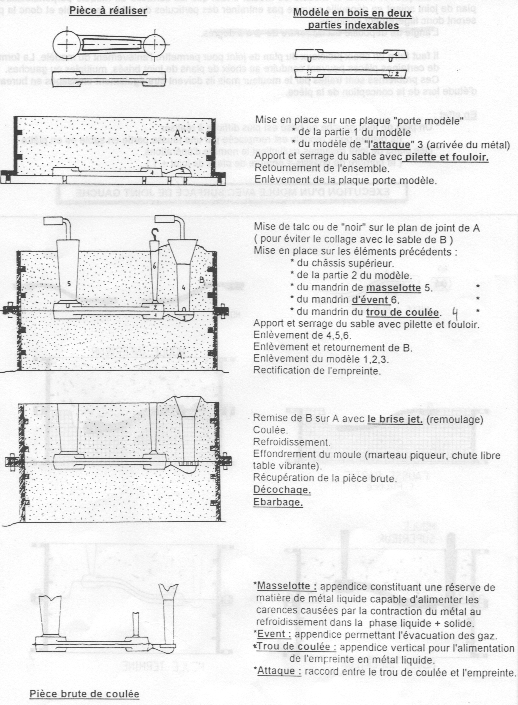 Pièce à réaliser
Modèle en bois en deux
parties indexables
Mise en place sur une plaque "porte modèle"
* de la partie 1 du modèle
* du modèle de "l'attaque" 3 (arrivée du métal)
Apport et serrage du sable avec pilette et fouloir.
Retournement de l'ensemble.
Enlèvement de la plaque porte modèle.
A
Mise de talc ou de "noir" sur le plan de joint de A
( pour éviter le collage avec le sable de B )
Mise en place sur les éléments précédents :
* du châssis supérieur.
* de la partie 2 du modèle.
* du mandrin de masselotte 5. *
* du mandrin d'évent 6. *
* du mandrin du trou de coulée. 4 *
Apport et serrage du sable avec pilette et fouloir.
Enlèvement de 4,5,6.
Enlèvement et retournement de B.
Enlèvement du modèle 1,2,3.
Rectification de l'empreinte.
5
6
4
B
A
Remise de B sur A avec le brise jet. (remoulage)
Coulée.
Refroidissement.
Effondrement du moule (marteau piqueur, chute libre
table vibrante).
Récupération de la pièce brute.
Décochage.
Ebarbage.
*Masselotte : appendice constituant une réserve de
matière de métal liquide capable d'alimenter les
carences causées par la contraction du métal au
refroidissement dans la phase liquide + solide.
*Event : appendice permettant l'évacuation des gaz.
*Trou de coulée : appendice vertical pour l'alimentation
de l'empreinte en métal liquide.
*Attaque : raccord entre le trou de coulée et l'empreinte.
Pièce brute de coulée